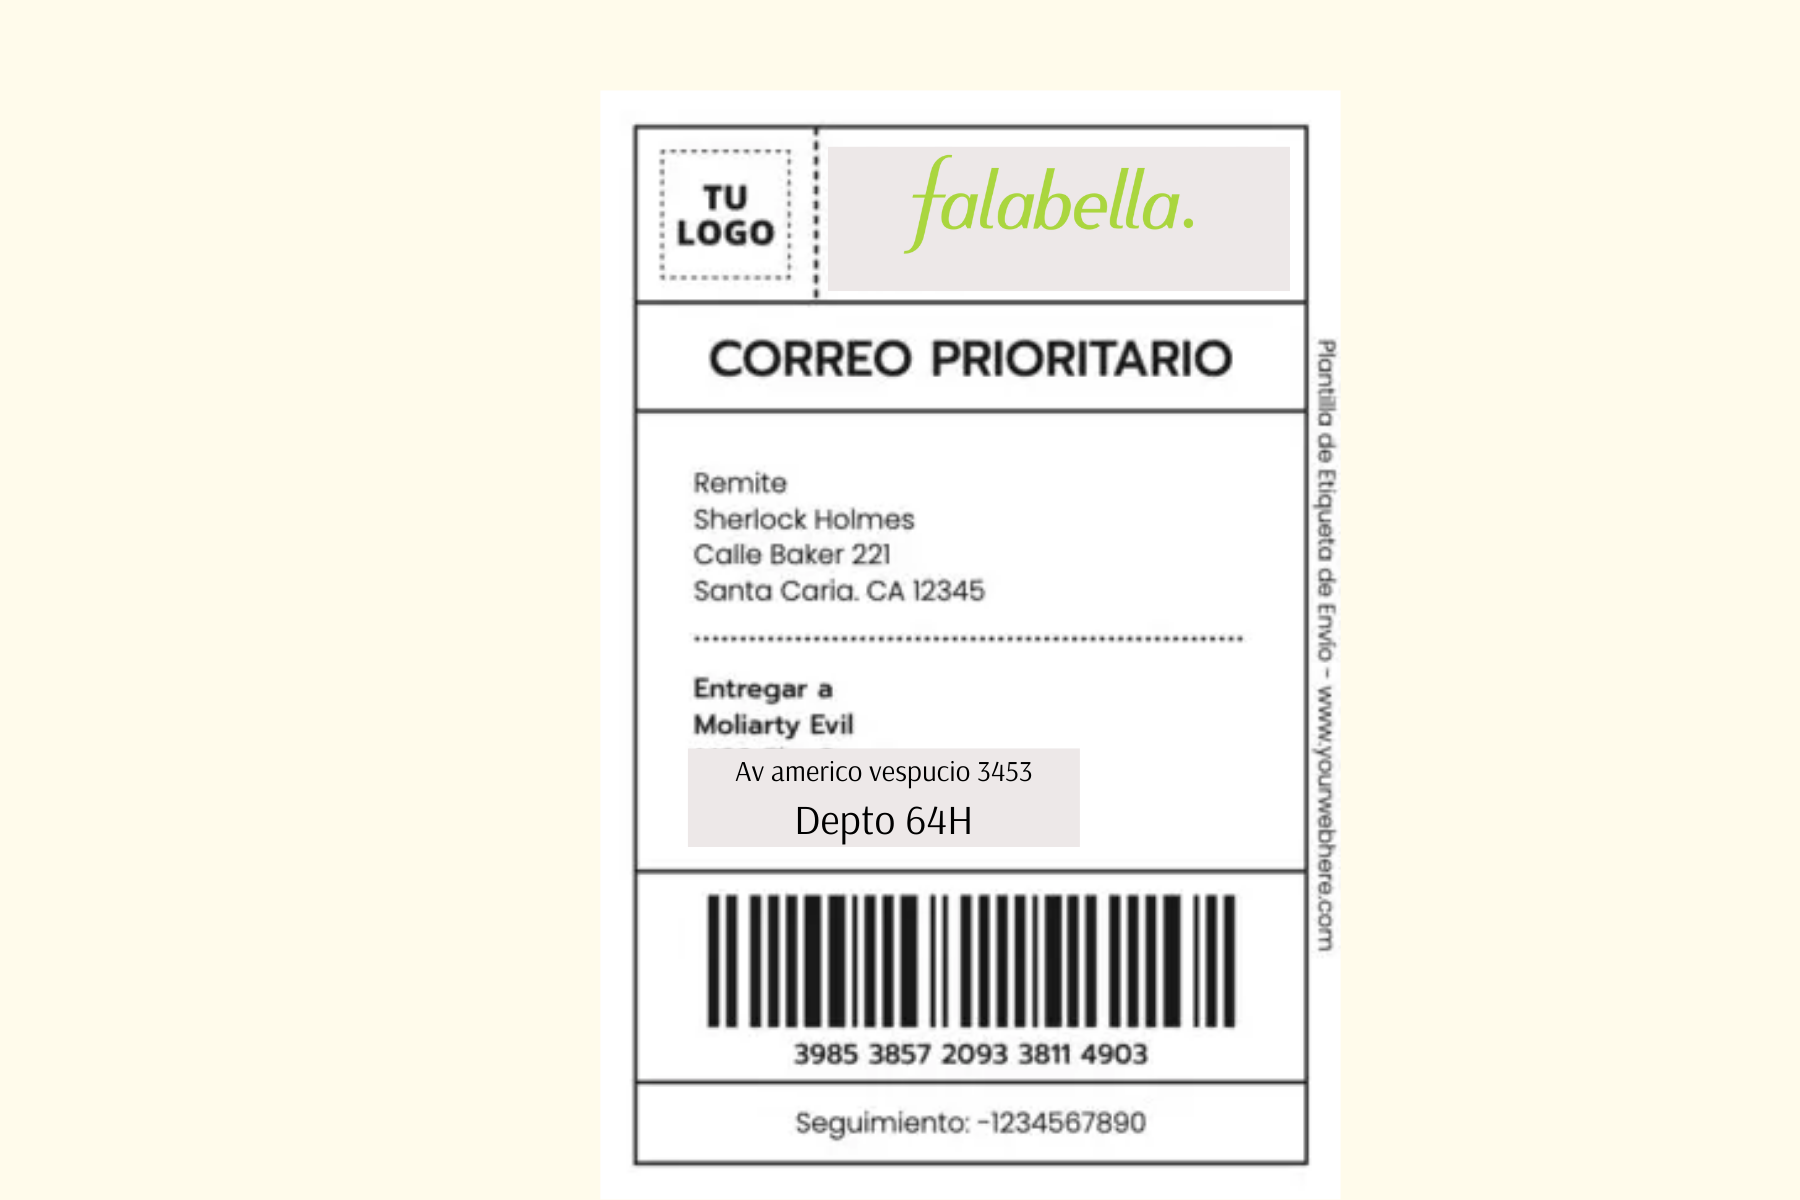 TU
LOGO
falabella.
CORREO PRIORITARIO
Remite
Sherlock Holmes
Calle Baker 221
Santa Caria. CA 12345
Entregar a
Moliarty Evil
Av americo vespucio 3453
Depto 64H
3985 3857 2093 3811 4903
Seguimiento: -1234567890
Plantilla de Etiqueta de Envío - www.yourwebhere.com